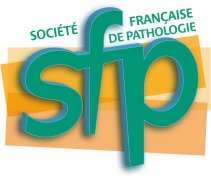 SOCIÉTÉ FRANÇAISE
DE PATHOLOGIE
sfp